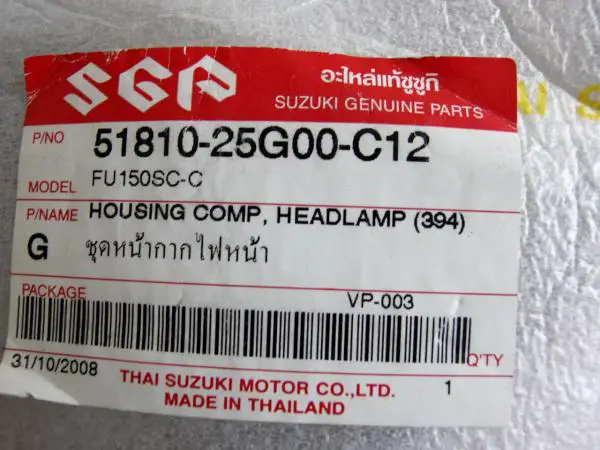 SGP
อะไหล่แท้ซูซูกิ
SUZUKI GENUINE PARTS
P/NO 51810-25G00-C12
MODEL FU150SC-C
P/NAME HOUSING COMP, HEADLAMP (394)
G ชุดหน้ากากไฟหน้า
PACKAGE VP-003
Q'TY
31/10/2008 1
THAI SUZUKI MOTOR CO.,LTD.
MADE IN THAILAND
U S